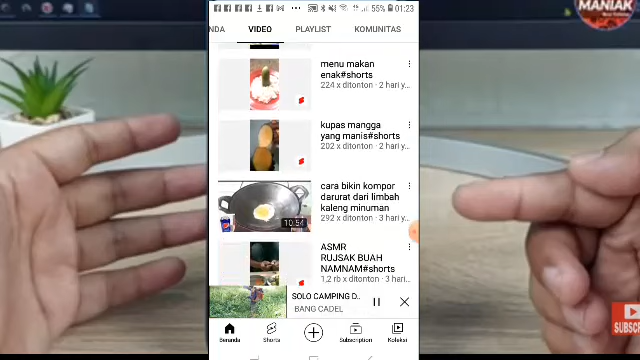 55% 01:23
MANIAK
NDA VIDEO PLAYLIST KOMUNITAS
menu makan
enak#shorts
224 x ditonton · 2 hari y...
kupas mangga
yang manis#shorts
202 x ditonton · 2 hari y...
cara bikin kompor
darurat dari limbah
kaleng minuman
292 x ditonton · 3 hari y...
10:54
ASMR
RUJSAK BUAH
NAMNAM#shorts
1,2 rb x ditonton · 3 hari y...
SOLO CAMPING D..
BANG CADEL
SUBSCRI
Beranda Shorts Subscription Koleksi